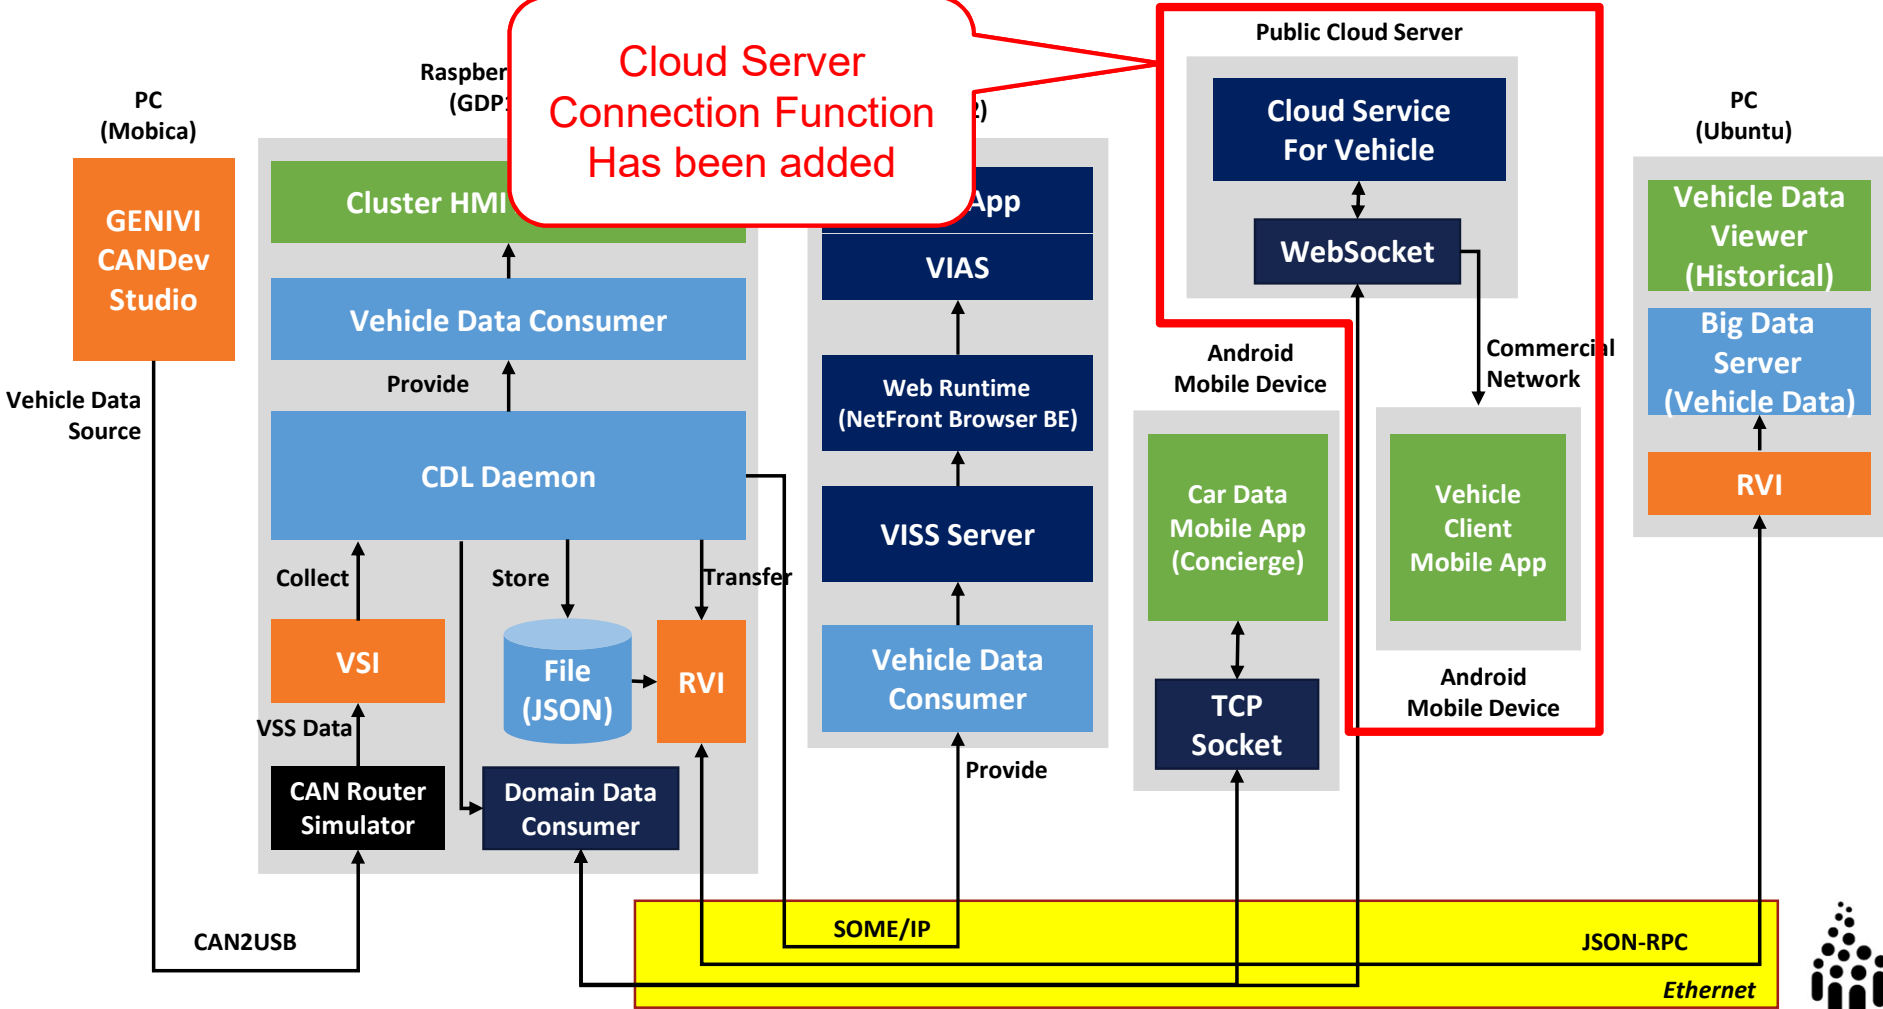 Cloud Server
Connection Function
Has been added
Public Cloud Server
Cloud Service
For Vehicle
WebSocket
Commercial
Network
Vehicle
Client
Mobile App
Android
Mobile Device
PC
(Mobica)
GENIVI
CANDev
Studio
Vehicle Data
Source
CAN2USB
Cluster HMI
Vehicle Data Consumer
Provide
CDL Daemon
Collect
Store
Transfer
VSI
File
(JSON)
RVI
VSS Data
CAN Router
Simulator
Domain Data
Consumer
App
VIAS
Web Runtime
(NetFront Browser BE)
VISS Server
Vehicle Data
Consumer
Provide
Android
Mobile Device
Car Data
Mobile App
(Concierge)
TCP
Socket
PC
(Ubuntu)
Vehicle Data
Viewer
(Historical)
Big Data
Server
(Vehicle Data)
RVI
SOME/IP
JSON-RPC
Ethernet